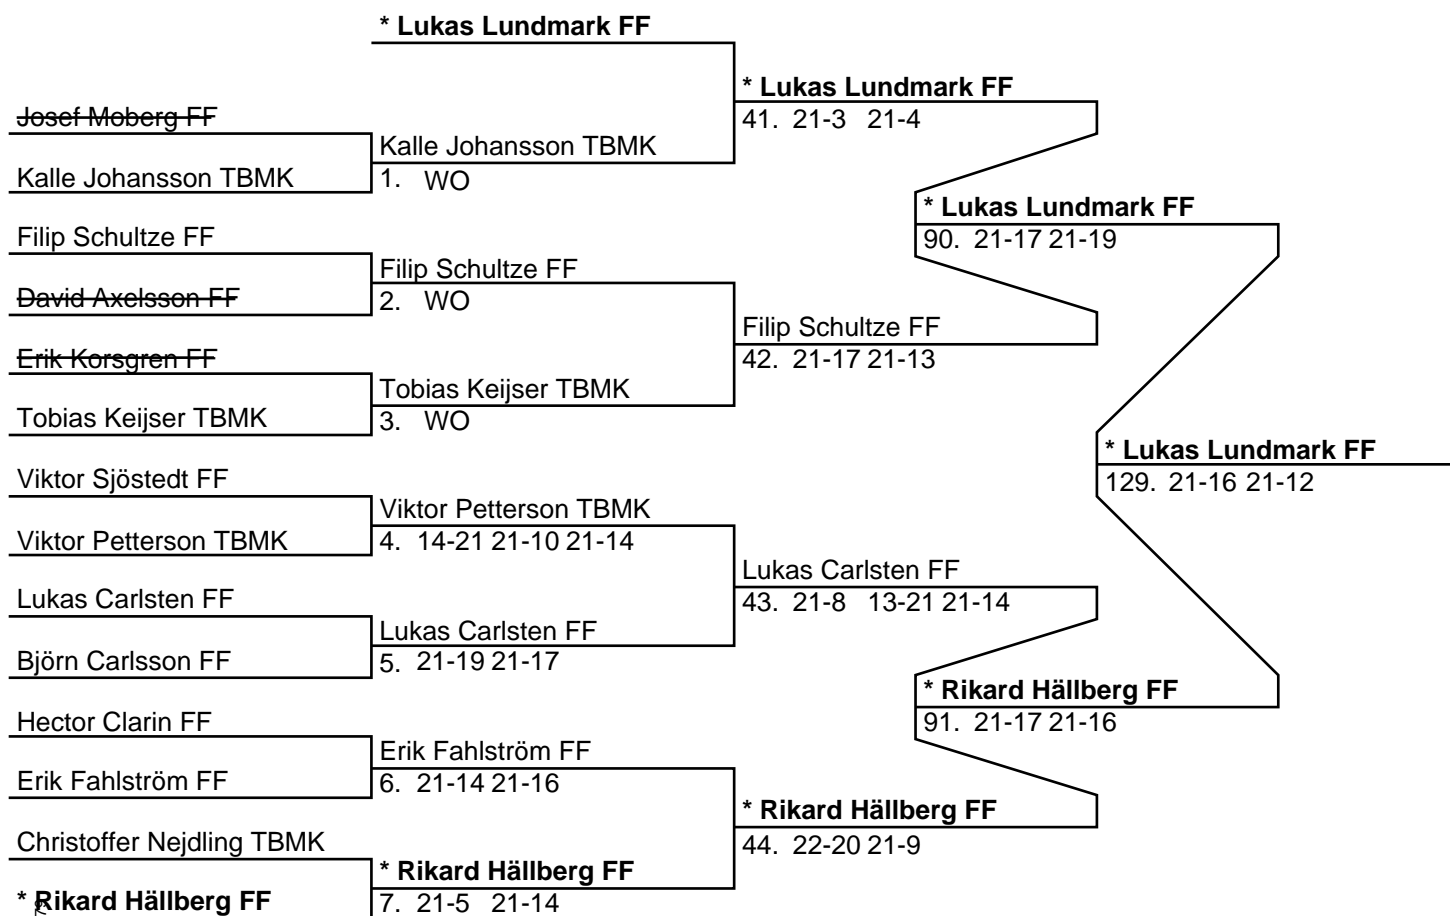 * Lukas Lundmark FF
* Lukas Lundmark FF
41. 21-3 21-4
Josef Moberg FF
Kalle Johansson TBMK
Kalle Johansson TBMK
1. WO
* Lukas Lundmark FF
90. 21-17 21-19
Filip Schultze FF
Filip Schultze FF
David Axelsson FF
2. WO
Filip Schultze FF
42. 21-17 21-13
Erik Korsgren FF
Tobias Keijser TBMK
Tobias Keijser TBMK
3. WO
* Lukas Lundmark FF
129. 21-16 21-12
Viktor Sjöstedt FF
Viktor Petterson TBMK
Viktor Petterson TBMK
4. 14-21 21-10 21-14
Lukas Carlsten FF
43. 21-8 13-21 21-14
Lukas Carlsten FF
Lukas Carlsten FF
Björn Carlsson FF
5. 21-19 21-17
* Rikard Hällberg FF
91. 21-17 21-16
Hector Clarin FF
Erik Fahlström FF
Erik Fahlström FF
6. 21-14 21-16
* Rikard Hällberg FF
44. 22-20 21-9
Christoffer Nejdling TBMK
* Rikard Hällberg FF
* Rikard Hällberg FF
7. 21-5 21-14